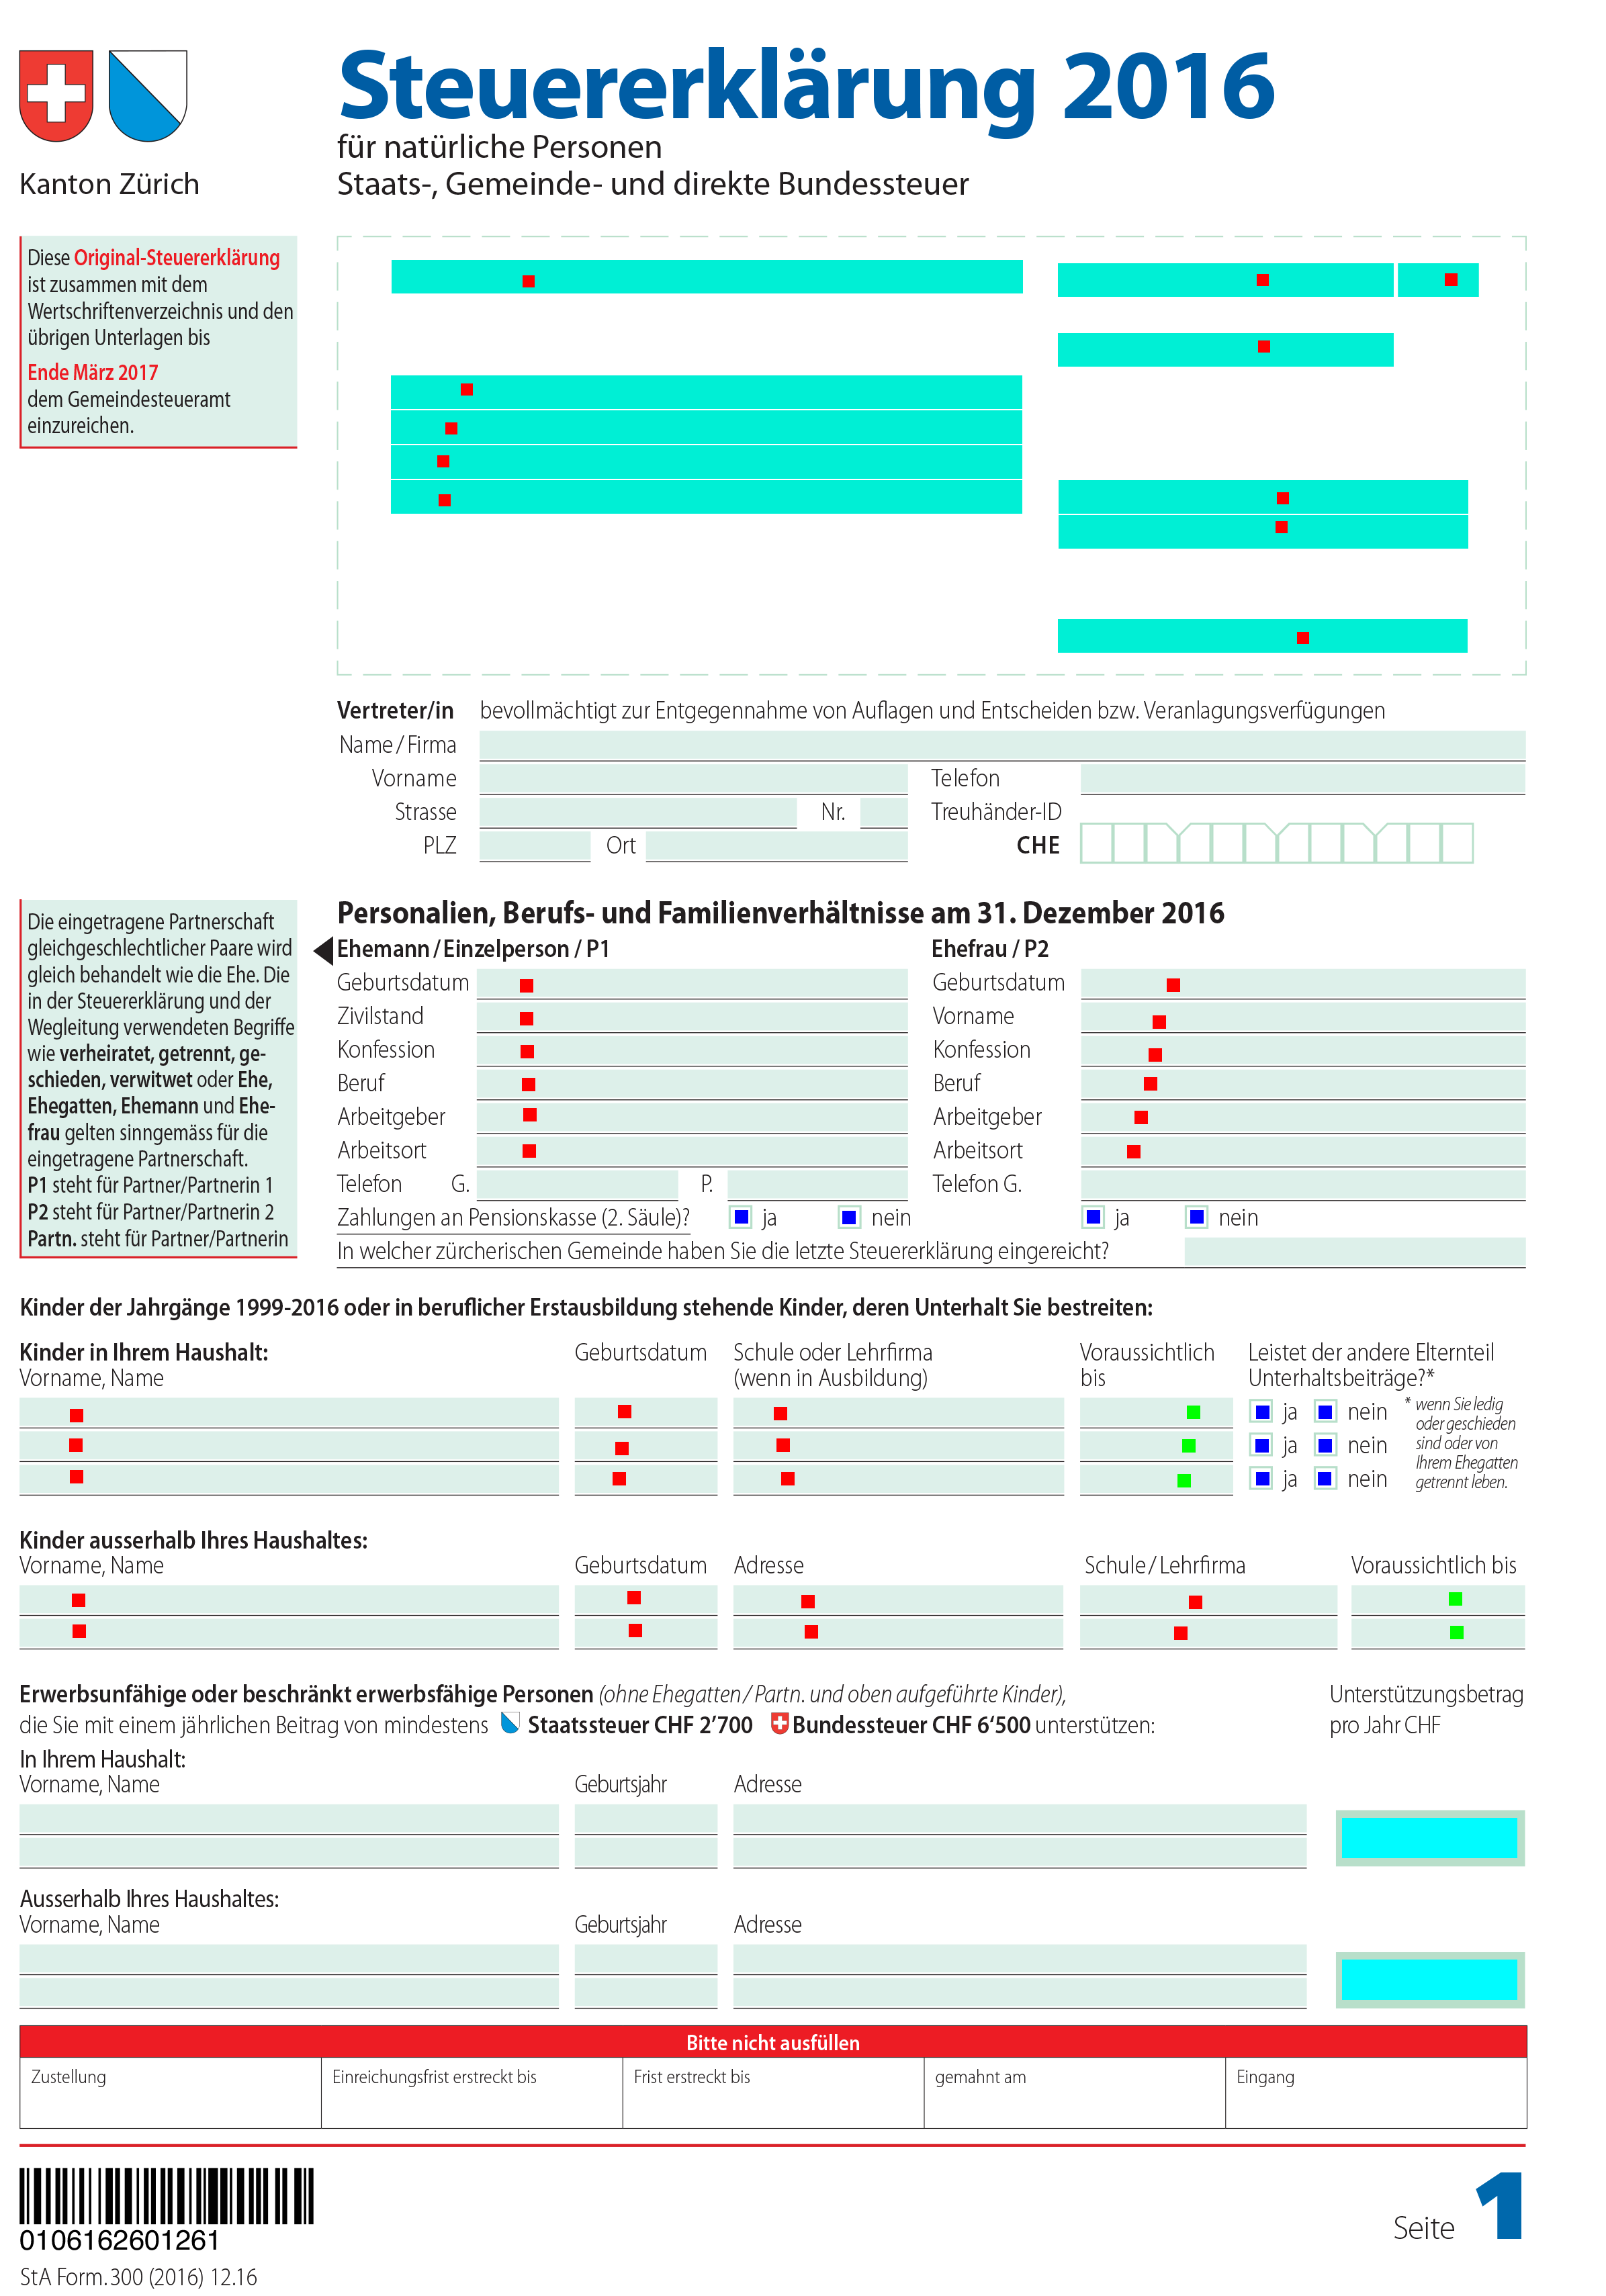 Steuererklärung 2016
für natürliche Personen
Kanton Zürich
Staats-, Gemeinde- und direkte Bundessteuer
Diese Original-Steuererklärung
ist zusammen mit dem
Wertschriftenverzeichnis und den
übrigen Unterlagen bis
Ende März 2017
dem Gemeindesteueramt
einzureichen.
Vertreter/in bevollmächtigt zur Entgegennahme von Auflagen und Entscheiden bzw. Veranlagungsverfügungen
Name / Firma
Vorname Telefon
Strasse Nr. Treuhänder-ID
PLZ Ort CHE
Die eingetragene Partnerschaft
gleichgeschlechtlicher Paare wird
gleich behandelt wie die Ehe. Die
in der Steuererklärung und der
Wegleitung verwendeten Begriffe
wie verheiratet, getrennt, ge-
schieden, verwitwet oder Ehe,
Ehegatten, Ehemann und Ehe-
frau gelten sinngemäss für die
eingetragene Partnerschaft.
P1 steht für Partner/Partnerin 1
P2 steht für Partner/Partnerin 2
Partn. steht für Partner/Partnerin
Personalien, Berufs- und Familienverhältnisse am 31. Dezember 2016
Ehemann / Einzelperson / P1 Ehefrau / P2
Geburtsdatum Geburtsdatum
Zivilstand Vorname
Konfession Konfession
Beruf Beruf
Arbeitgeber Arbeitgeber
Arbeitsort Arbeitsort
Telefon G. P. Telefon G.
Zahlungen an Pensionskasse (2. Säule)? ja nein ja nein
In welcher zürcherischen Gemeinde haben Sie die letzte Steuererklärung eingereicht?
Kinder der Jahrgänge 1999-2016 oder in beruflicher Erstausbildung stehende Kinder, deren Unterhalt Sie bestreiten:
Kinder in Ihrem Haushalt: Geburtsdatum Schule oder Lehrfirma Voraussichtlich Leistet der andere Elternteil
Vorname, Name (wenn in Ausbildung) bis Unterhaltsbeiträge?*
ja nein
ja nein
ja nein
* wenn Sie ledig
oder geschieden
sind oder von
Ihrem Ehegatten
getrennt leben.
Kinder ausserhalb Ihres Haushaltes:
Vorname, Name Geburtsdatum Adresse Schule / Lehrfirma Voraussichtlich bis
Erwerbsunfähige oder beschränkt erwerbsfähige Personen (ohne Ehegatten / Partn. und oben aufgeführte Kinder), Unterstützungsbetrag
die Sie mit einem jährlichen Beitrag von mindestens Staatssteuer CHF 2’700 Bundessteuer CHF 6‘500 unterstützen: pro Jahr CHF
In Ihrem Haushalt:
Vorname, Name Geburtsjahr Adresse
Ausserhalb Ihres Haushaltes:
Vorname, Name Geburtsjahr Adresse
Bitte nicht ausfüllen
Zustellung Einreichungsfrist erstreckt bis Frist erstreckt bis gemahnt am Eingang
0106162601261
Seite 1
StA Form. 300 (2016) 12.16